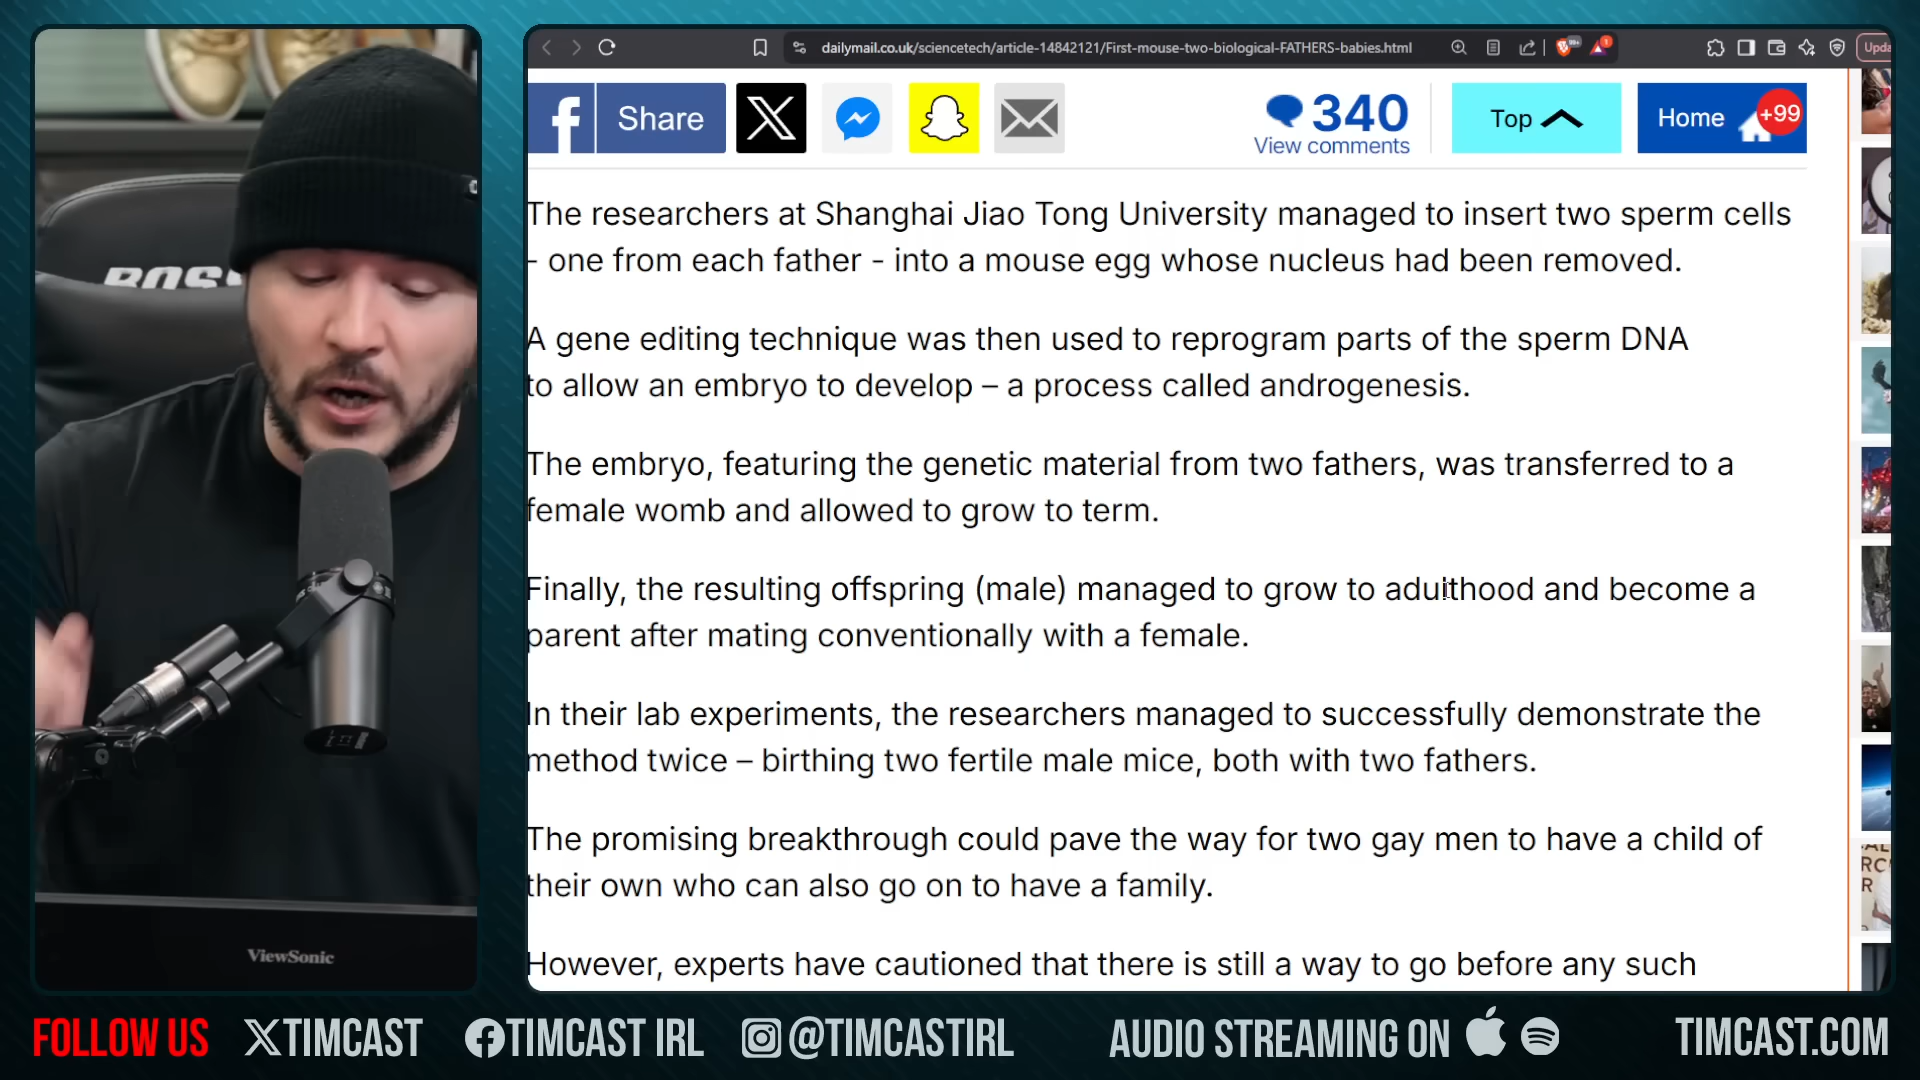 dailymail.co.uk/sciencetech/article-14842121/First-mouse-two-biological-FATHERS-babies.html
Share
340
View comments
Top
Home
+99
The researchers at Shanghai Jiao Tong University managed to insert two sperm cells
- one from each father - into a mouse egg whose nucleus had been removed.
A gene editing technique was then used to reprogram parts of the sperm DNA
to allow an embryo to develop – a process called androgenesis.
The embryo, featuring the genetic material from two fathers, was transferred to a
female womb and allowed to grow to term.
Finally, the resulting offspring (male) managed to grow to adulthood and become a
parent after mating conventionally with a female.
In their lab experiments, the researchers managed to successfully demonstrate the
method twice – birthing two fertile male mice, both with two fathers.
The promising breakthrough could pave the way for two gay men to have a child of
their own who can also go on to have a family.
However, experts have cautioned that there is still a way to go before any such
ViewSonic
FOLLOW US
TIMCAST
TIMCAST IRL
@TIMCASTIRL
AUDIO STREAMING ON
TIMCAST.COM